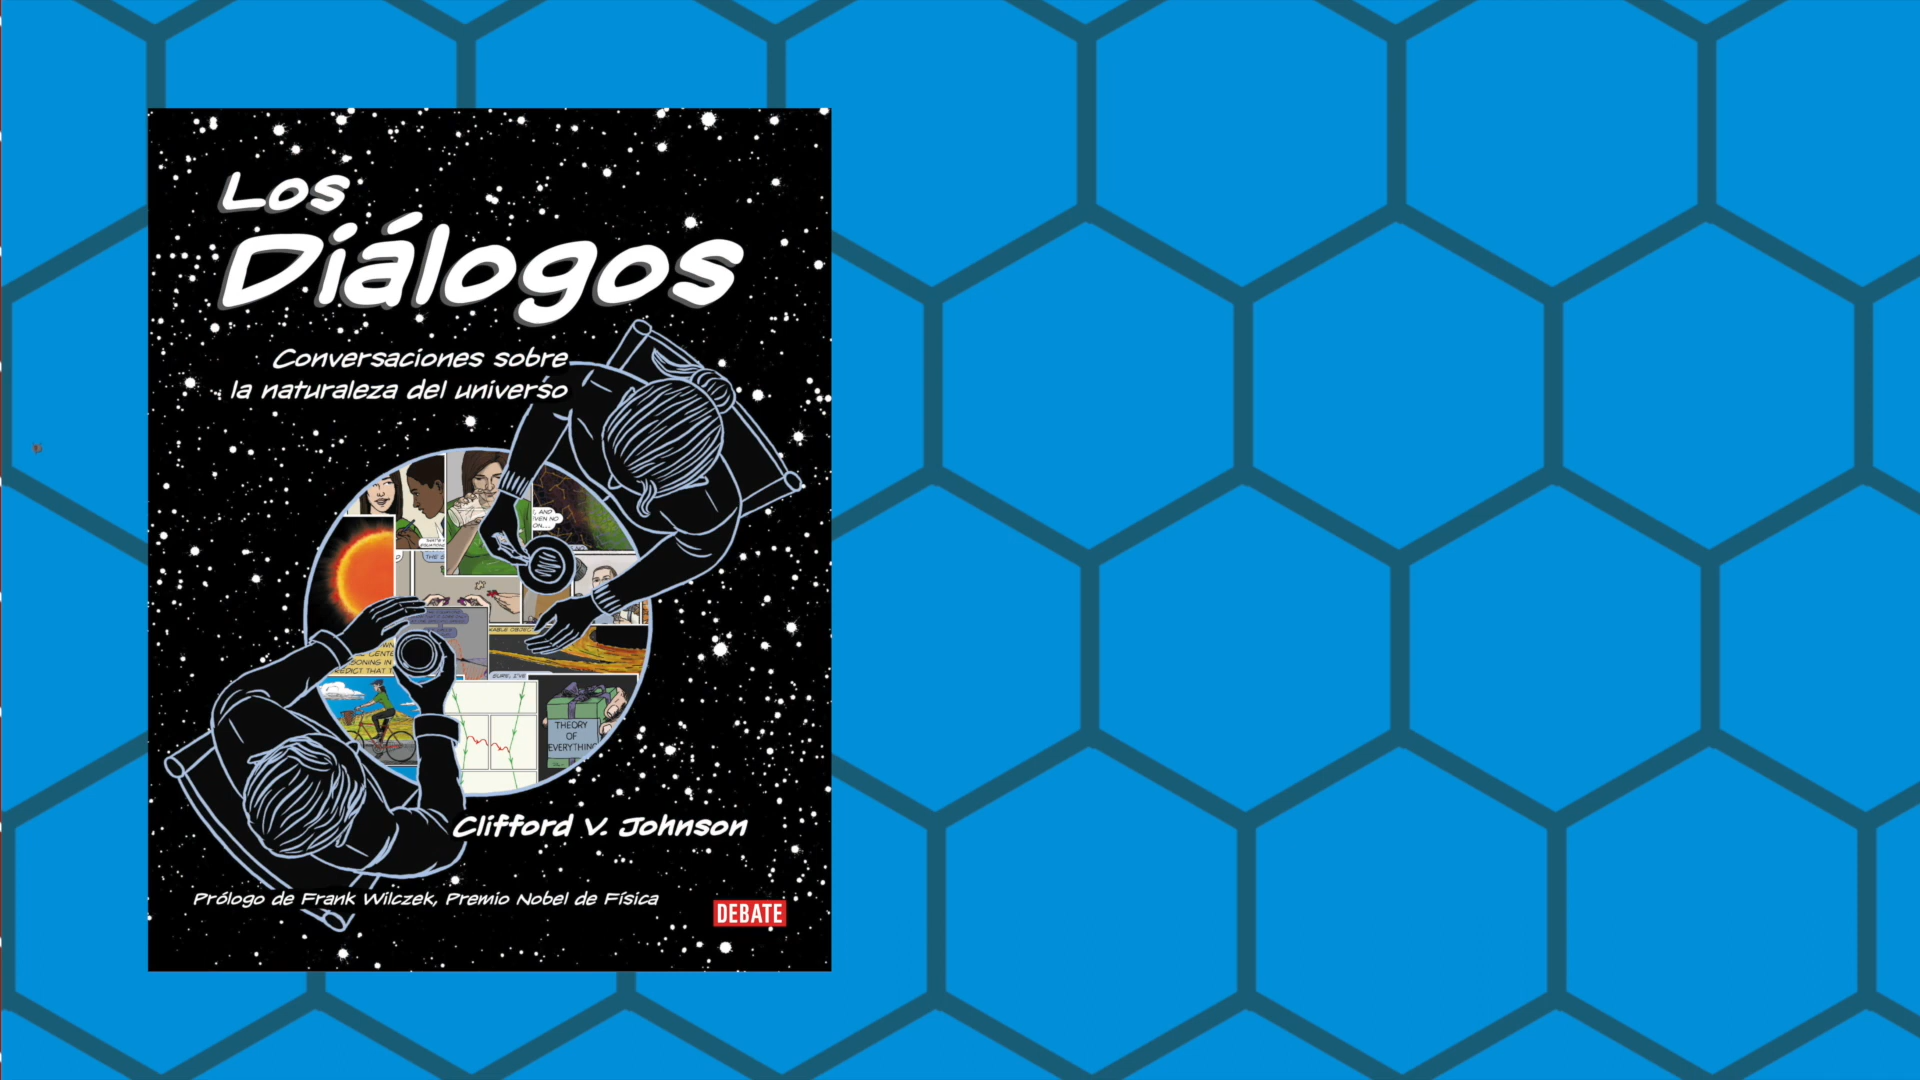 Los
Diálogos
Conversaciones sobre
la naturaleza del universo
THEORY
OF
EVERYTHING
Clifford V. Johnson
Prólogo de Frank Wilczek, Premio Nobel de Física
DEBATE